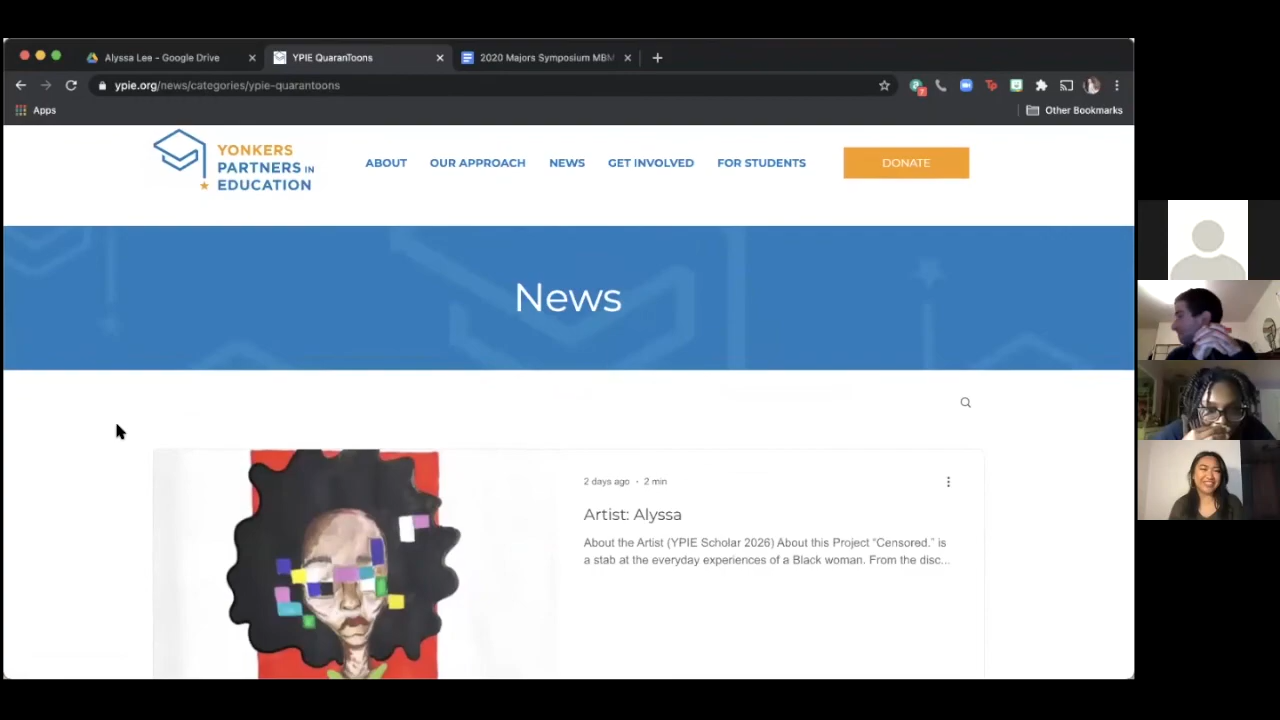 Alyssa Lee - Google Drive
YPIE QuaranToons
2020 Majors Symposium MBM
ypie.org/news/categories/ypie-quarantoons
Apps
Other Bookmarks
YONKERS
PARTNERS IN
EDUCATION
ABOUT
OUR APPROACH
NEWS
GET INVOLVED
FOR STUDENTS
DONATE
News
2 days ago · 2 min
Artist: Alyssa
About the Artist (YPIE Scholar 2026) About this Project “Censored.” is
a stab at the everyday experiences of a Black woman. From the disc...